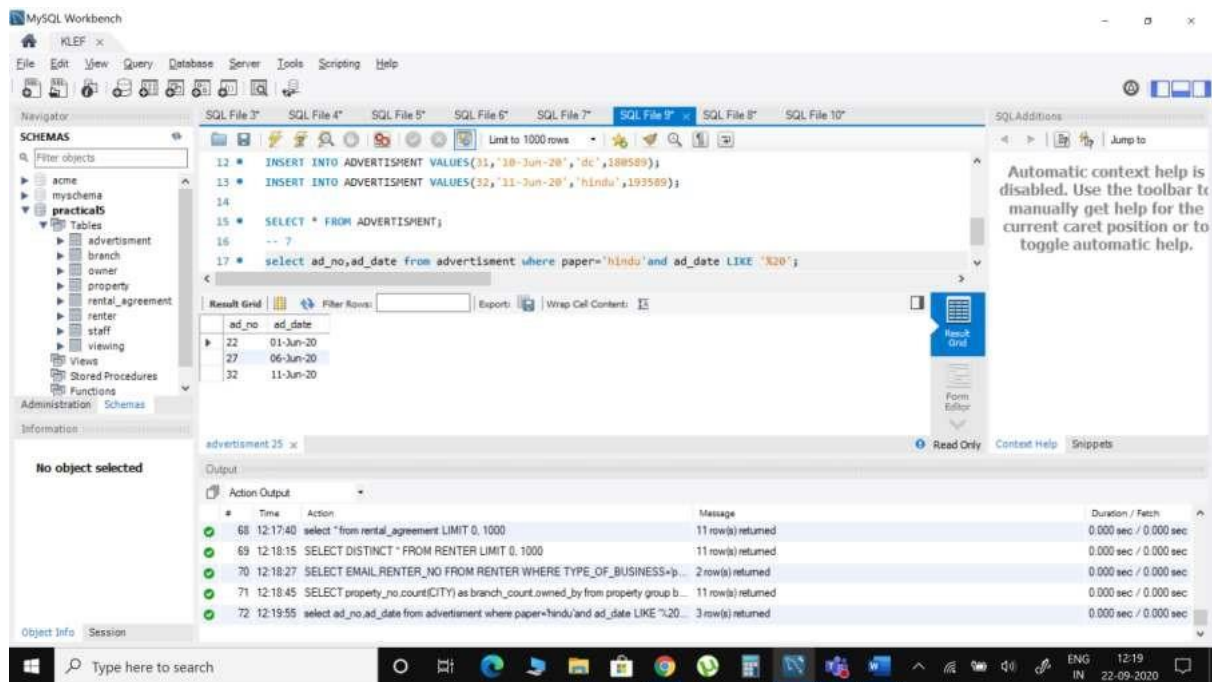 MySQL Workbench
KLEF ×
File Edit View Query Database Server Tools Scripting Help
Navigator
SCHEMAS
Filter objects
acme
myschema
practical5
Tables
advertisment
branch
owner
property
rental_agreement
renter
staff
viewing
Views
Stored Procedures
Functions
Administration Schemas
Information
No object selected
Object Info Session
SQL File 3* SQL File 4* SQL File 5* SQL File 6* SQL File 7* SQL File 9* × SQL File 8* SQL File 10*
Limit to 1000 rows
12 INSERT INTO ADVERTISMENT VALUES(31,'10-Jun-20','dc',180589);
13 INSERT INTO ADVERTISMENT VALUES(32,'11-Jun-20','hindu',193589);
14
15 SELECT * FROM ADVERTISMENT;
16 -- 7
17 select ad_no,ad_date from advertisment where paper='hindu'and ad_date LIKE '%20';
Result Grid Filter Rows: Export: Wrap Cell Content:
ad_no ad_date
22 01-Jun-20
27 06-Jun-20
32 11-Jun-20
Result Grid
Form Editor
advertisment 25 ×
Read Only
Output
Action Output
# Time Action Message Duration / Fetch
68 12:17:40 select * from rental_agreement LIMIT 0, 1000 11 row(s) returned 0.000 sec / 0.000 sec
69 12:18:15 SELECT DISTINCT * FROM RENTER LIMIT 0, 1000 11 row(s) returned 0.000 sec / 0.000 sec
70 12:18:27 SELECT EMAIL,RENTER_NO FROM RENTER WHERE TYPE_OF_BUSINESS='p... 2 row(s) returned 0.000 sec / 0.000 sec
71 12:18:45 SELECT property_no,count(CITY) as branch_count,owned_by from property group b... 11 row(s) returned 0.000 sec / 0.000 sec
72 12:19:55 select ad_no,ad_date from advertisment where paper='hindu'and ad_date LIKE '%20... 3 row(s) returned 0.000 sec / 0.000 sec
SQLAdditions
Jump to
Automatic context help is
disabled. Use the toolbar to
manually get help for the
current caret position or to
toggle automatic help.
Context Help Snippets
Type here to search
ENG
IN
12:19
22-09-2020